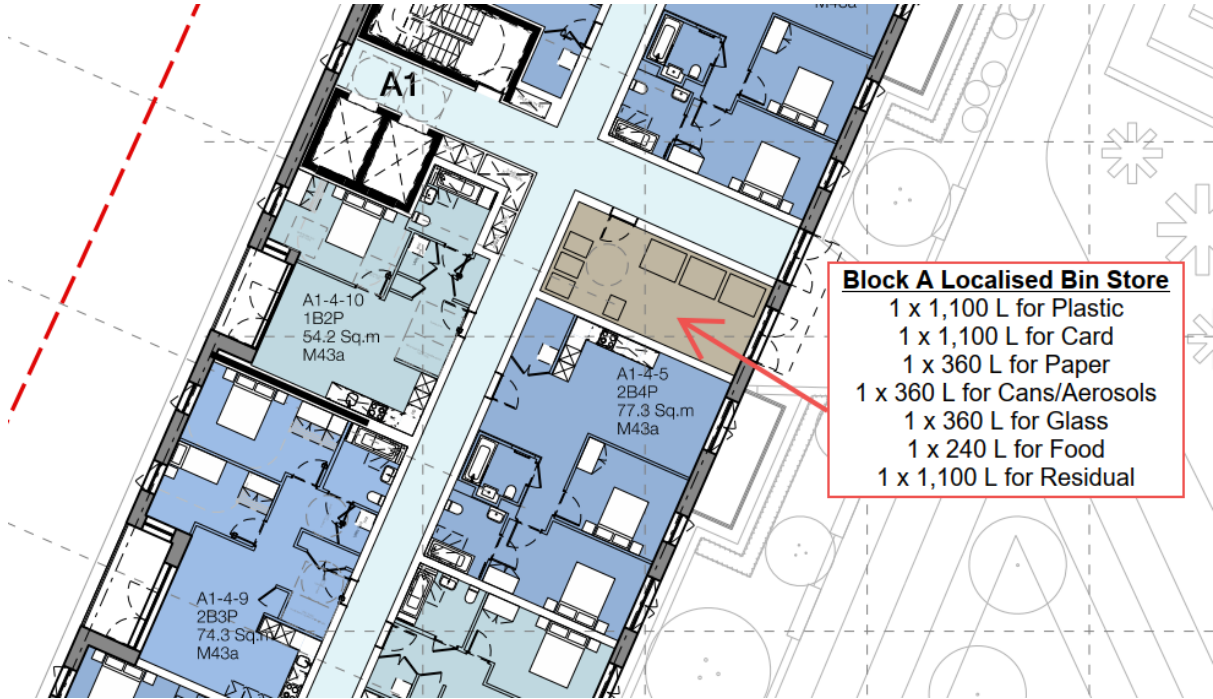 M43a
A1
A1-4-10
1B2P
54.2 Sq.m
M43a
A1-4-5
2B4P
77.3 Sq.m
M43a
Block A Localised Bin Store
1 x 1,100 L for Plastic
1 x 1,100 L for Card
1 x 360 L for Paper
1 x 360 L for Cans/Aerosols
1 x 360 L for Glass
1 x 240 L for Food
1 x 1,100 L for Residual
A1-4-9
2B3P
74.3 Sq.m
M43a